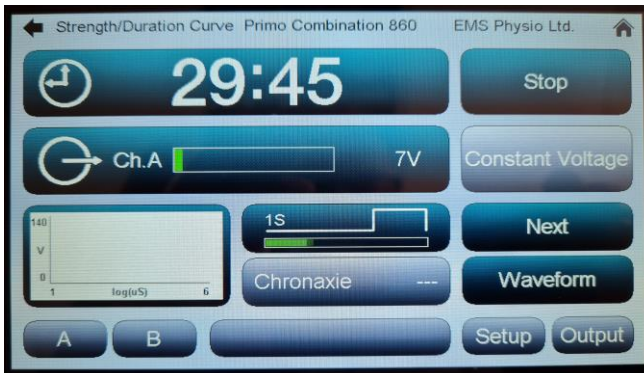 Strength/Duration Curve Primo Combination 860 EMS Physio Ltd.
29:45
Stop
Ch.A 7V
Constant Voltage
140
V
0
1 log(uS) 6
1S
Next
Chronaxie ---
Waveform
A B
Setup Output